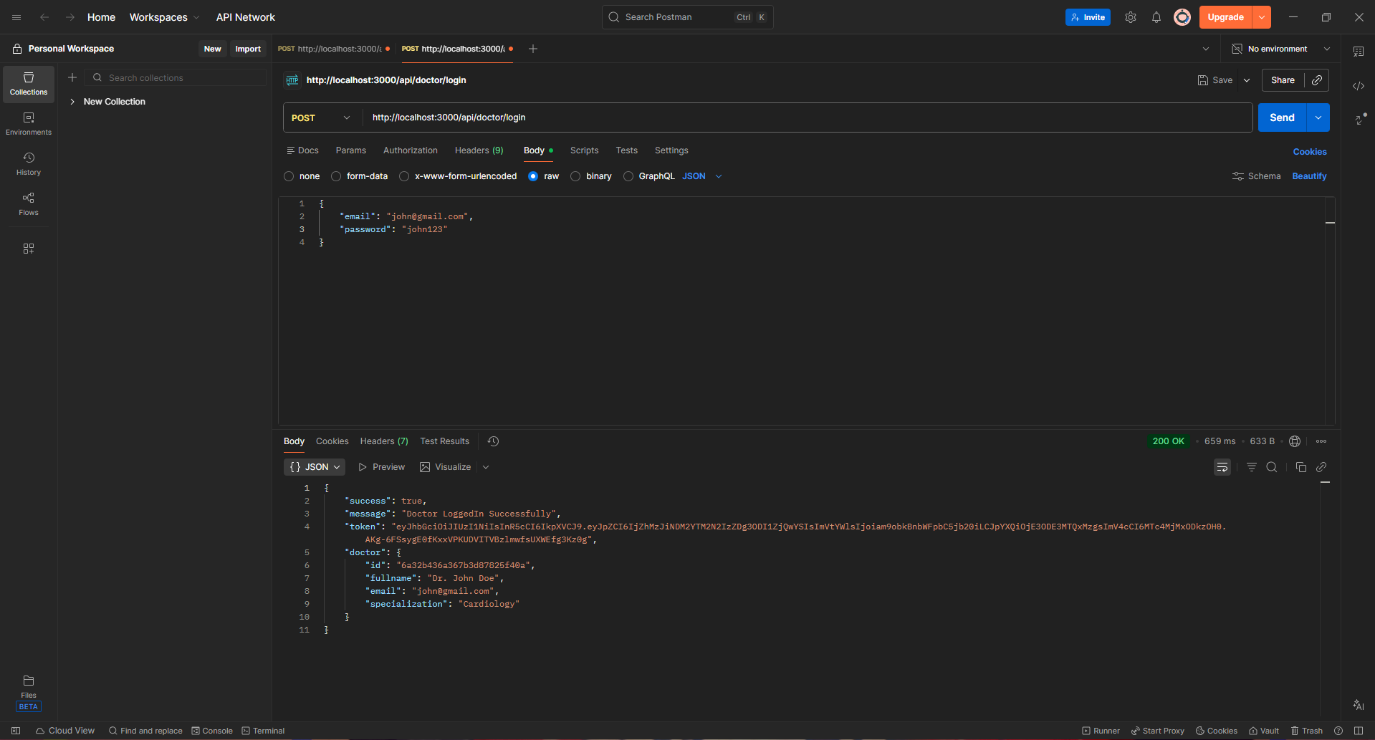 Home Workspaces API Network Search Postman Ctrl K Invite Upgrade
Personal Workspace New Import POST http://localhost:3000/ POST http://localhost:3000/ No environment
Collections
Search collections
New Collection
Environments
History
Flows
http://localhost:3000/api/doctor/login Save Share
POST http://localhost:3000/api/doctor/login Send
Docs Params Authorization Headers (9) Body Scripts Tests Settings Cookies
none form-data x-www-form-urlencoded raw binary GraphQL JSON Schema Beautify
1 {
2 "email": "john@gmail.com",
3 "password": "john123"
4 }
Body Cookies Headers (7) Test Results 200 OK 659 ms 633 B
{ } JSON Preview Visualize
1 {
2 "success": true,
3 "message": "Doctor LoggedIn Successfully",
4 "token":
5 "doctor": {
6 "id": "6a32b436a367b3d87825f40a",
7 "fullname": "Dr. John Doe",
8 "email": "john@gmail.com",
9 "specialization": "Cardiology"
10 }
11 }
Files
BETA
Cloud View Find and replace Console Terminal Runner Start Proxy Cookies Vault Trash
AI